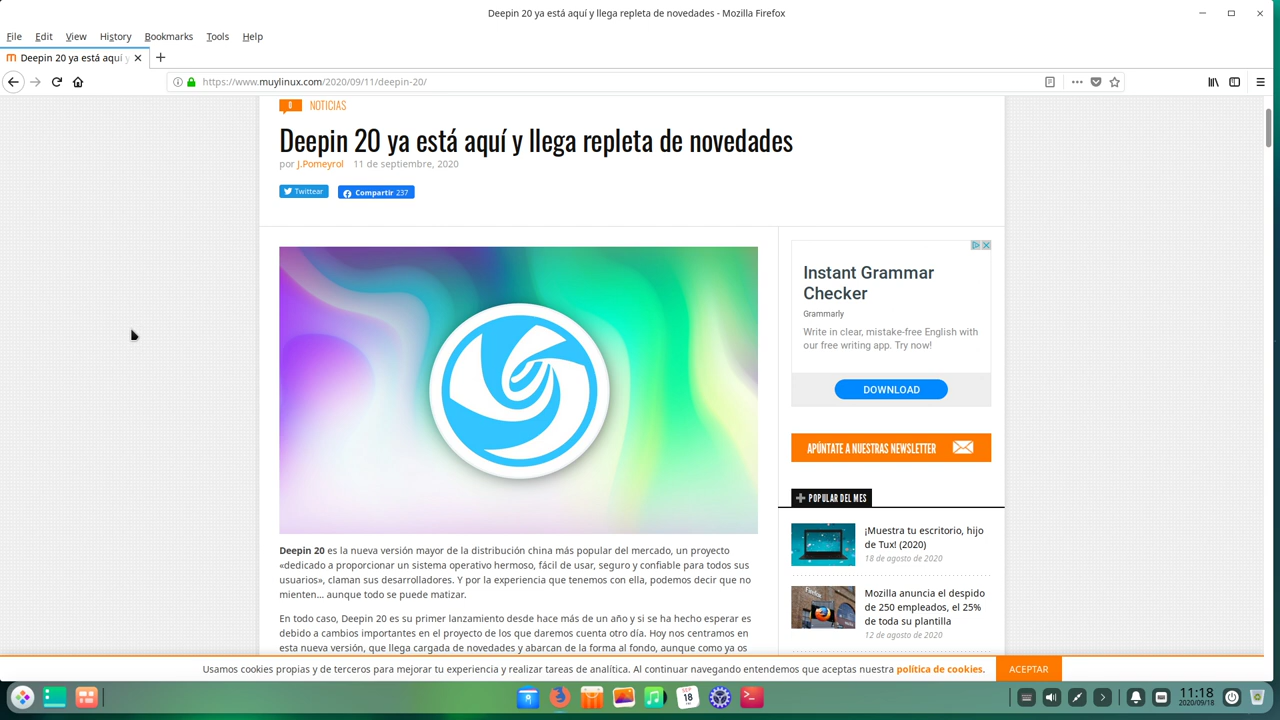 Deepin 20 ya está aquí y llega repleta de novedades - Mozilla Firefox
File Edit View History Bookmarks Tools Help
Deepin 20 ya está aquí y
https://www.muylinux.com/2020/09/11/deepin-20/
0 NOTICIAS
Deepin 20 ya está aquí y llega repleta de novedades
por J.Pomeyrol 11 de septiembre, 2020
Twittear Compartir 237
Instant Grammar
Checker
Grammarly
Write in clear, mistake-free English with
our free writing app. Try now!
DOWNLOAD
APÚNTATE A NUESTRAS NEWSLETTER
POPULAR DEL MES
¡Muestra tu escritorio, hijo
de Tux! (2020)
18 de agosto de 2020
Mozilla anuncia el despido
de 250 empleados, el 25%
de toda su plantilla
12 de agosto de 2020
Deepin 20 es la nueva versión mayor de la distribución china más popular del mercado, un proyecto
«dedicado a proporcionar un sistema operativo hermoso, fácil de usar, seguro y confiable para todos sus
usuarios», claman sus desarrolladores. Y por la experiencia que tenemos con ella, podemos decir que no
mienten... aunque todo se puede matizar.
En todo caso, Deepin 20 es su primer lanzamiento desde hace más de un año y si se ha hecho esperar es
debido a cambios importantes en el proyecto de los que daremos cuenta otro día. Hoy nos centramos en
esta nueva versión, que llega cargada de novedades y abarcan de la forma al fondo, aunque como ya os
Usamos cookies propias y de terceros para mejorar tu experiencia y realizar tareas de analítica. Al continuar navegando entendemos que aceptas nuestra política de cookies. ACEPTAR
SEP
18
11:18
2020/09/18